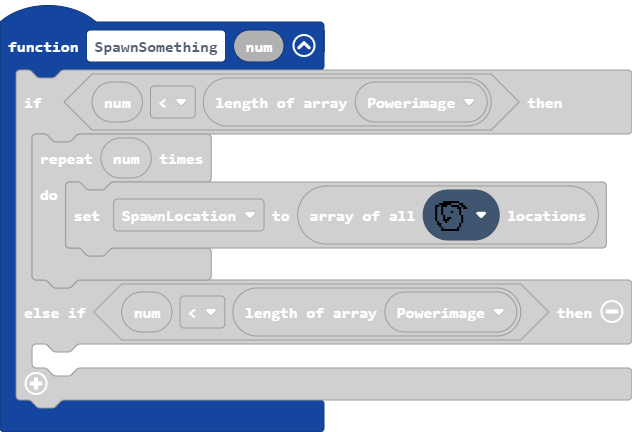 function SpawnSomething num
if num < length of array Powerimage then
repeat num times
do
set SpawnLocation to array of all locations
else if num < length of array Powerimage then